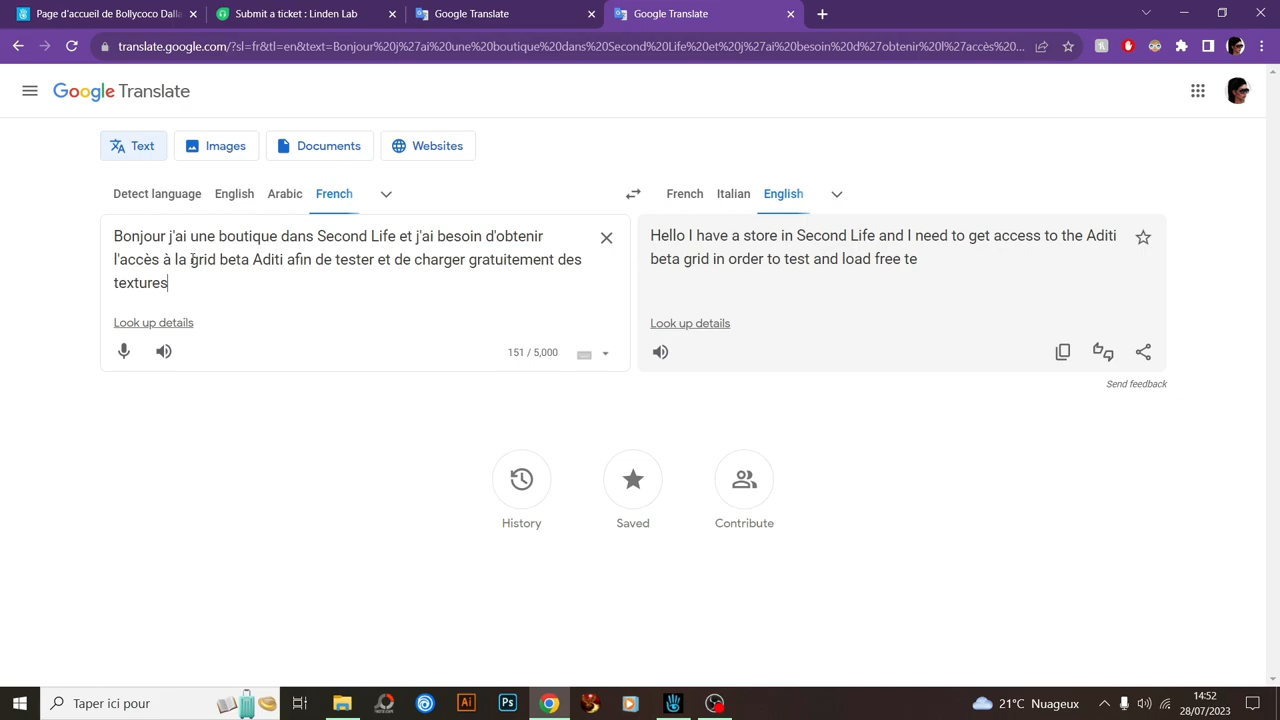 Page d'accueil de Bollycoco Dalla
Submit a ticket : Linden Lab
Google Translate
Google Translate
translate.google.com/?sl=fr&tl=en&text=Bonjour%20j%27ai%20une%20boutique%20dans%20Second%20Life%20et%20j%27ai%20besoin%20d%27obtenir%20l%27accès%20à%20la%20...
Google Translate
Text
Images
Documents
Websites
Detect language English Arabic French
French Italian English
Bonjour j'ai une boutique dans Second Life et j'ai besoin d'obtenir
l'accès à la grid beta Aditi afin de tester et de charger gratuitement des
textures
Look up details
151 / 5,000
Hello I have a store in Second Life and I need to get access to the Aditi
beta grid in order to test and load free te
Look up details
Send feedback
History
Saved
Contribute
Taper ici pour
Ai
Ps
21°C Nuageux
14:52
28/07/2023